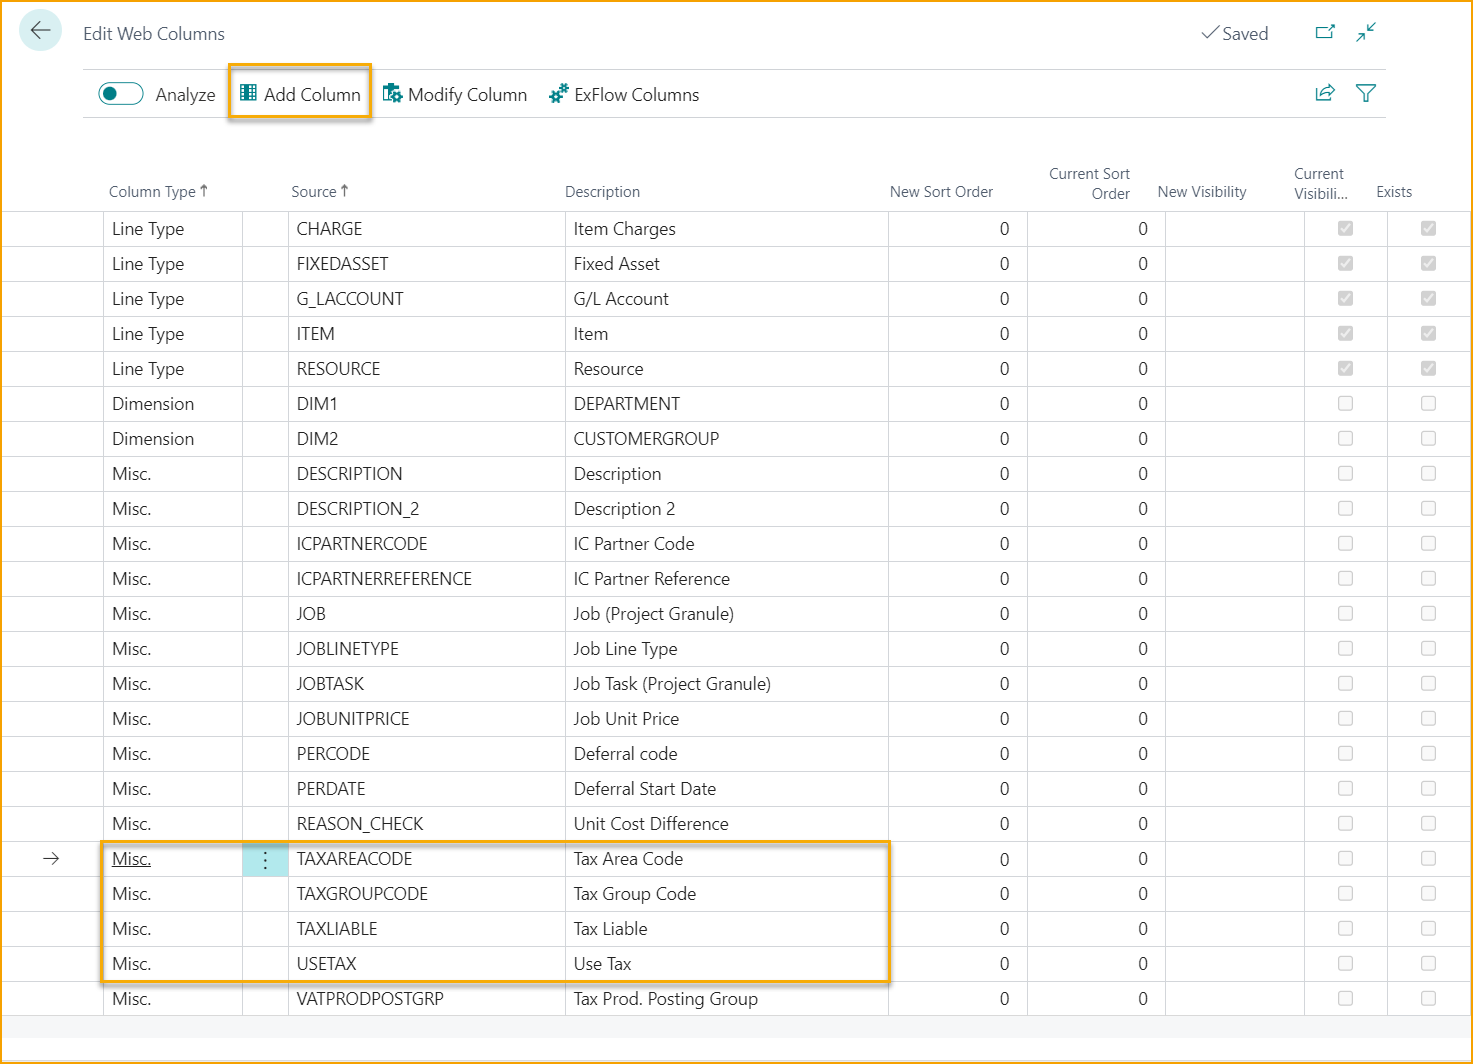 Edit Web Columns
Saved
Analyze Add Column Modify Column ExFlow Columns
Column Type↑ Source↑ Description New Sort Order Current Sort Order New Visibility Current Visibili... Exists
Line Type CHARGE Item Charges 0 0
Line Type FIXEDASSET Fixed Asset 0 0
Line Type G_LACCOUNT G/L Account 0 0
Line Type ITEM Item 0 0
Line Type RESOURCE Resource 0 0
Dimension DIM1 DEPARTMENT 0 0
Dimension DIM2 CUSTOMERGROUP 0 0
Misc. DESCRIPTION Description 0 0
Misc. DESCRIPTION_2 Description 2 0 0
Misc. ICPARTNERCODE IC Partner Code 0 0
Misc. ICPARTNERREFERENCE IC Partner Reference 0 0
Misc. JOB Job (Project Granule) 0 0
Misc. JOBLINETYPE Job Line Type 0 0
Misc. JOBTASK Job Task (Project Granule) 0 0
Misc. JOBUNITPRICE Job Unit Price 0 0
Misc. PERCODE Deferral code 0 0
Misc. PERDATE Deferral Start Date 0 0
Misc. REASON_CHECK Unit Cost Difference 0 0
Misc. TAXAREACODE Tax Area Code 0 0
Misc. TAXGROUPCODE Tax Group Code 0 0
Misc. TAXLIABLE Tax Liable 0 0
Misc. USETAX Use Tax 0 0
Misc. VATPRODPOSTGRP Tax Prod. Posting Group 0 0